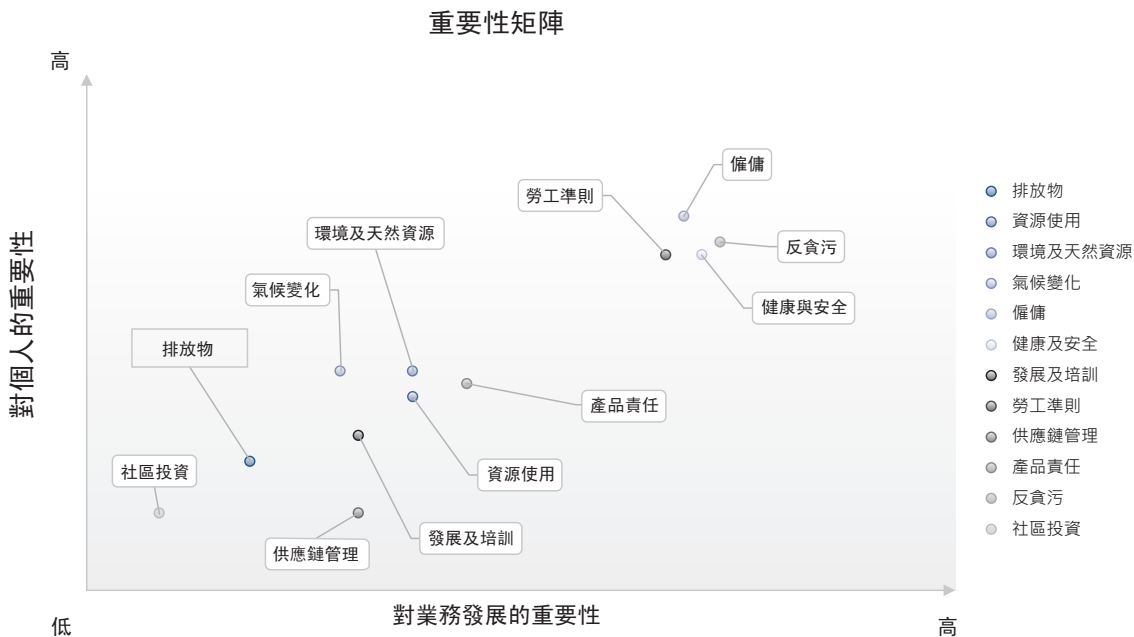 重要性矩陣
高
僱傭
勞工準則
反貪污
健康與安全
環境及天然資源
氣候變化
排放物
產品責任
資源使用
社區投資
發展及培訓
供應鏈管理
對個人的重要性
對業務發展的重要性
低
高
排放物
資源使用
環境及天然資源
氣候變化
僱傭
健康及安全
發展及培訓
勞工準則
供應鏈管理
產品責任
反貪污
社區投資